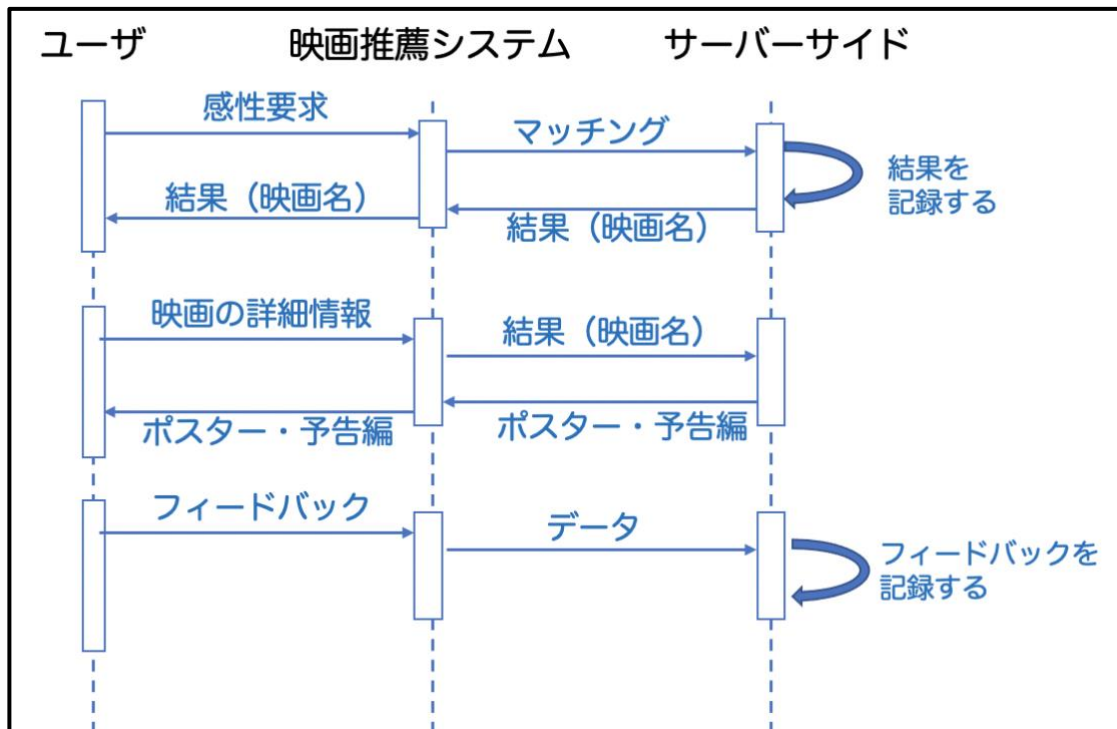 ユーザ
映画推薦システム
サーバーサイド
感性要求
マッチング
結果を
記録する
結果（映画名）
結果（映画名）
映画の詳細情報
結果（映画名）
ポスター・予告編
ポスター・予告編
フィードバック
データ
フィードバックを
記録する